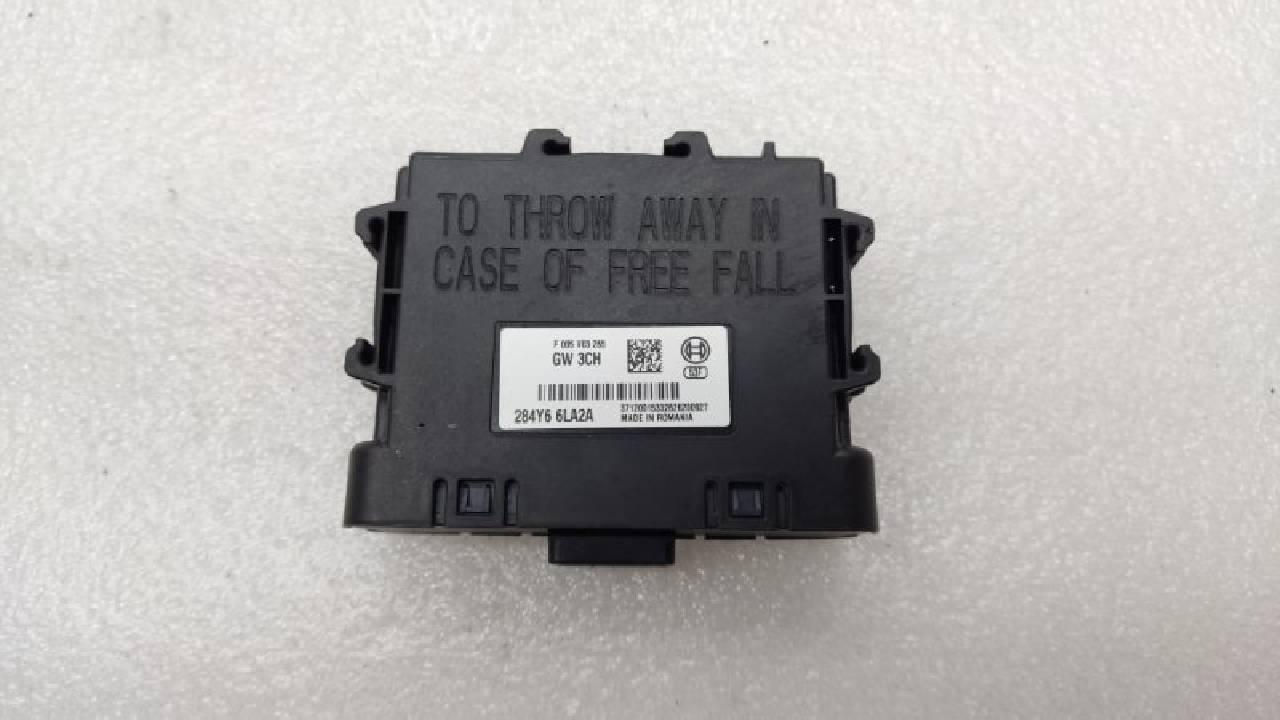 TO THROW AWAY IN
CASE OF FREE FALL
GW 3CH
284Y6 6LA2A
MADE IN ROMANIA